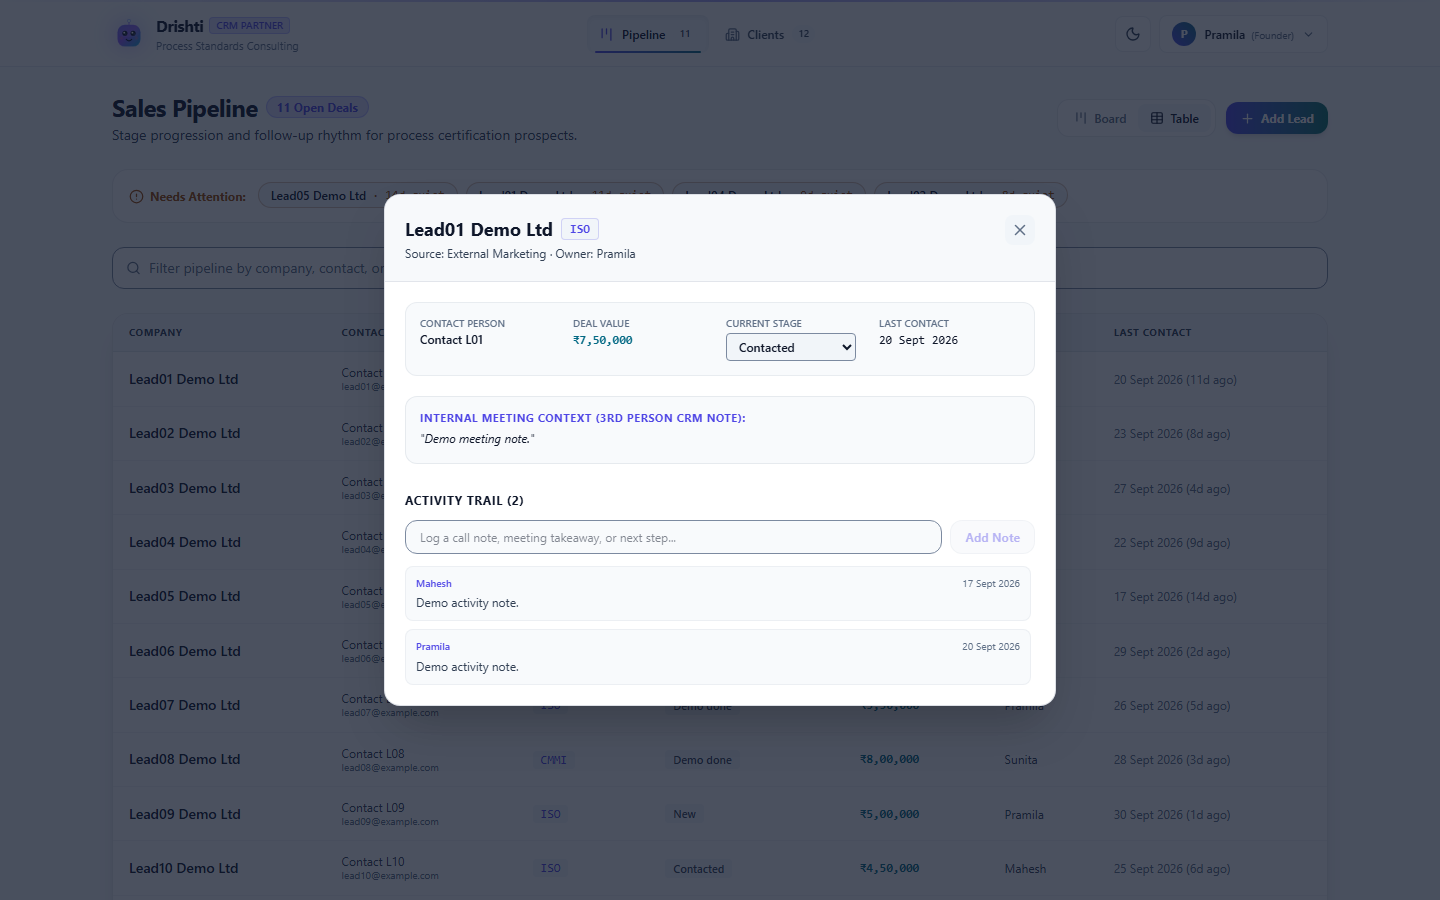 Drishti CRM PARTNER
Process Standards Consulting
Pipeline 11
Clients 12
P Pramila (Founder)
Sales Pipeline 11 Open Deals
Stage progression and follow-up rhythm for process certification prospects.
Board Table + Add Lead
Needs Attention: Lead05 Demo Ltd ·
Filter pipeline by company, contact, or
Lead01 Demo Ltd ISO
Source: External Marketing · Owner: Pramila
CONTACT PERSON DEAL VALUE CURRENT STAGE LAST CONTACT
Contact L01 ₹7,50,000 Contacted 20 Sept 2026
INTERNAL MEETING CONTEXT (3RD PERSON CRM NOTE):
"Demo meeting note."
ACTIVITY TRAIL (2)
Log a call note, meeting takeaway, or next step... Add Note
Mahesh 17 Sept 2026
Demo activity note.
Pramila 20 Sept 2026
Demo activity note.
COMPANY LAST CONTACT
Lead01 Demo Ltd Contact 20 Sept 2026 (11d ago)
Lead02 Demo Ltd Contact 23 Sept 2026 (8d ago)
Lead03 Demo Ltd Contact 27 Sept 2026 (4d ago)
Lead04 Demo Ltd Contact 22 Sept 2026 (9d ago)
Lead05 Demo Ltd Contact 17 Sept 2026 (14d ago)
Lead06 Demo Ltd Contact 29 Sept 2026 (2d ago)
Lead07 Demo Ltd Contact 26 Sept 2026 (5d ago)
lead07@example.com
Lead08 Demo Ltd Contact L08 CMMI Demo done ₹8,00,000 Sunita 28 Sept 2026 (3d ago)
lead08@example.com
Lead09 Demo Ltd Contact L09 ISO New ₹5,00,000 Pramila 30 Sept 2026 (1d ago)
lead09@example.com
Lead10 Demo Ltd Contact L10 ISO Contacted ₹4,50,000 Mahesh 25 Sept 2026 (6d ago)
lead10@example.com